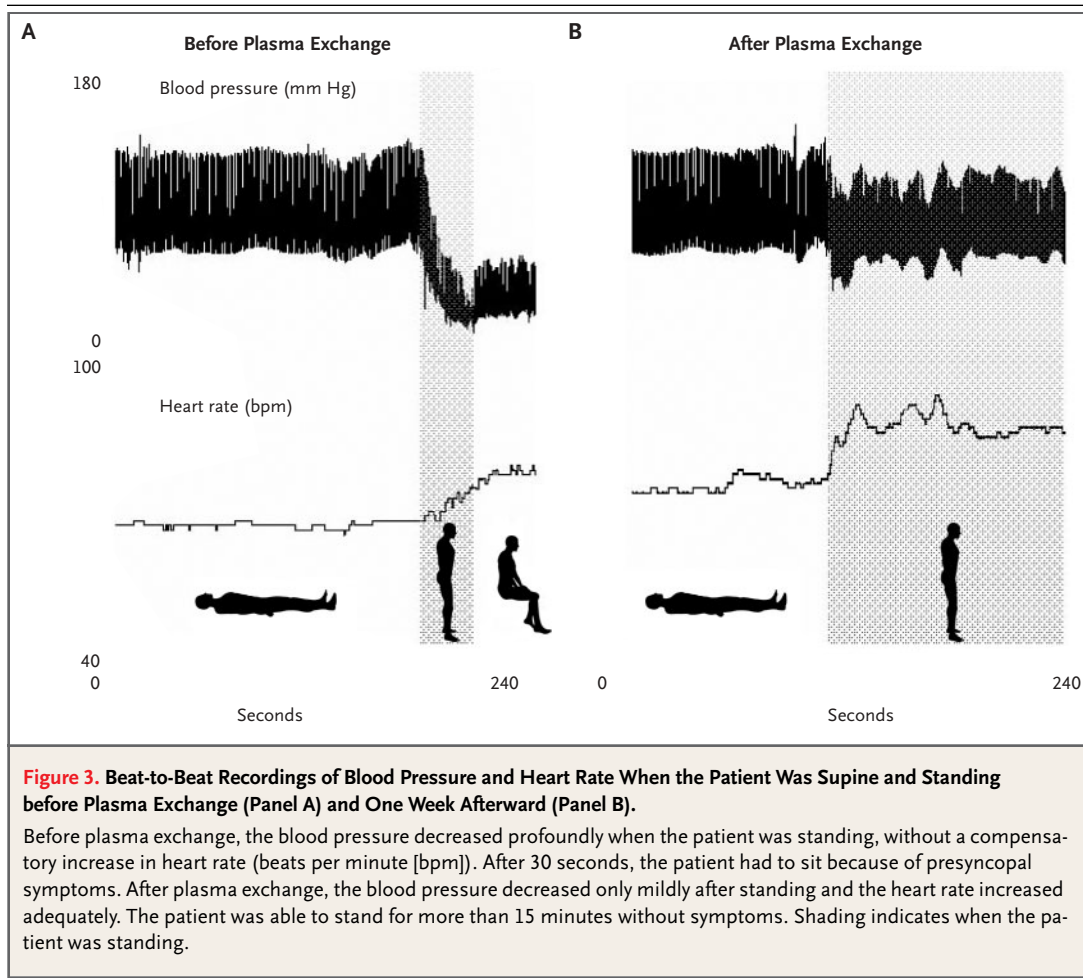 A
Before Plasma Exchange
180
Blood pressure (mm Hg)
0
100
Heart rate (bpm)
40
0
240
Seconds
B
After Plasma Exchange
0
240
Seconds
Figure 3. Beat-to-Beat Recordings of Blood Pressure and Heart Rate When the Patient Was Supine and Standing
before Plasma Exchange (Panel A) and One Week Afterward (Panel B).
Before plasma exchange, the blood pressure decreased profoundly when the patient was standing, without a compensa-
tory increase in heart rate (beats per minute [bpm]). After 30 seconds, the patient had to sit because of presyncopal
symptoms. After plasma exchange, the blood pressure decreased only mildly after standing and the heart rate increased
adequately. The patient was able to stand for more than 15 minutes without symptoms. Shading indicates when the pa-
tient was standing.